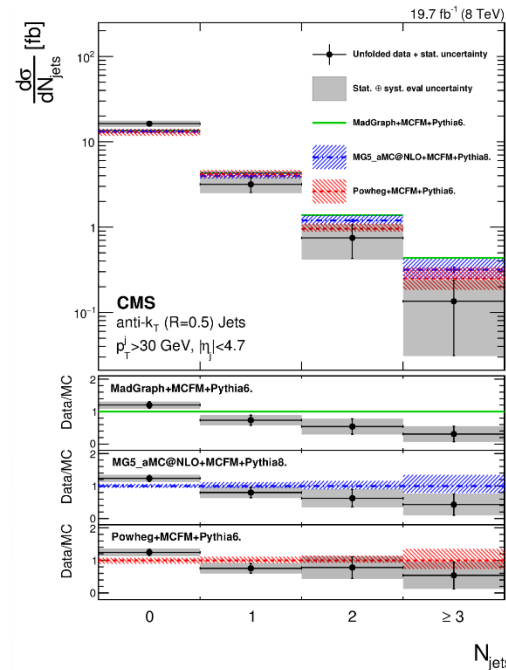 19.7 fb⁻¹ (8 TeV)
dσ/dN_jets [fb]
10²
10
1
10⁻¹
Unfolded data + stat. uncertainty
Stat. ⊕ syst. eval uncertainty
MadGraph+MCFM+Pythia6.
MG5_aMC@NLO+MCFM+Pythia8.
Powheg+MCFM+Pythia6.
CMS
anti-k_T (R=0.5) Jets
p_T^j>30 GeV, |η_j|<4.7
Data/MC
2
1
0
MadGraph+MCFM+Pythia6.
Data/MC
2
1
0
MG5_aMC@NLO+MCFM+Pythia8.
Data/MC
2
1
0
Powheg+MCFM+Pythia6.
0 1 2 ≥ 3
N_jets